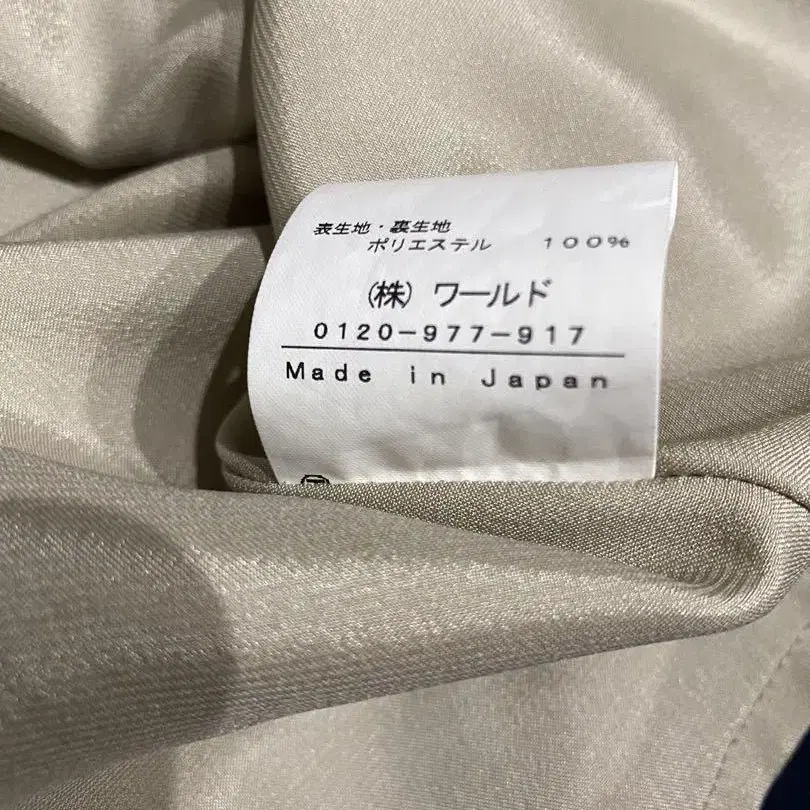 表生地・裏生地
ポリエステル 100%
(株) ワールド
0120-977-917
Made in Japan